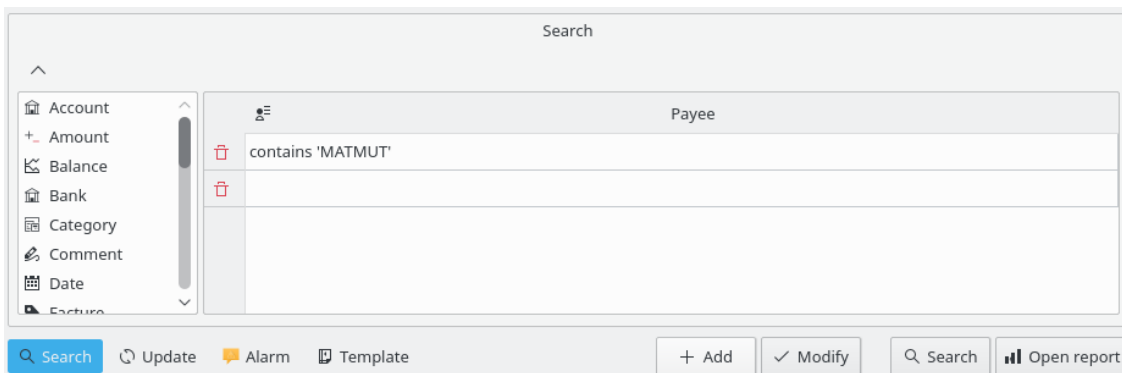 Search
Account
Amount
Balance
Bank
Category
Comment
Date
Facture
Payee
contains 'MATMUT'
Search
Update
Alarm
Template
+ Add
Modify
Search
Open report